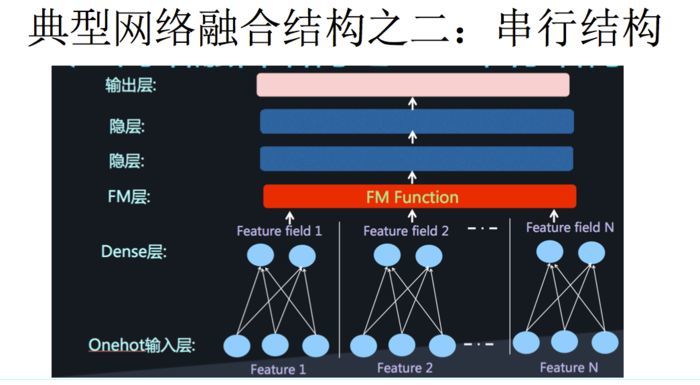 典型网络融合结构之二：串行结构
输出层:
隐层:
隐层:
FM层:
FM Function
Feature field 1
Feature field 2
Feature field N
Dense层:
Onehot输入层:
Feature 1
Feature 2
Feature N